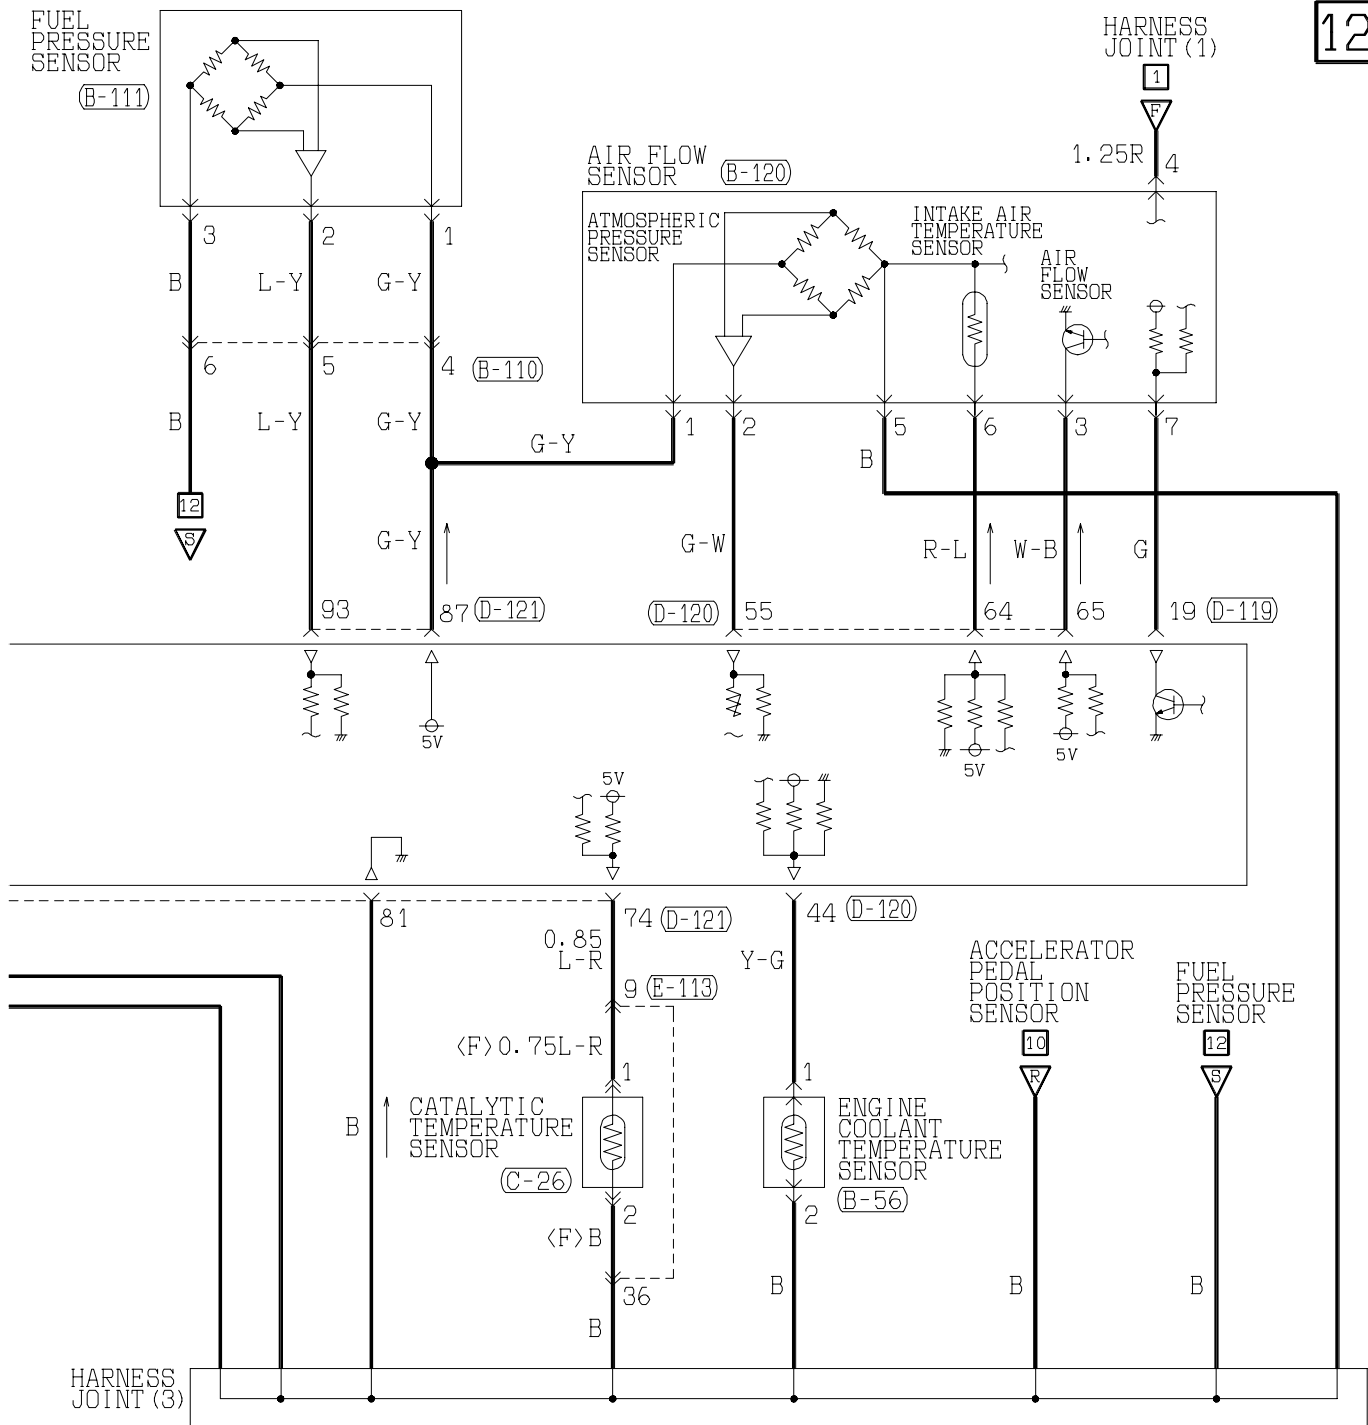 FUEL
PRESSURE
SENSOR
(B-111)
HARNESS
JOINT(1)
1
F
12
1.25R
4
AIR FLOW
SENSOR
(B-120)
ATMOSPHERIC
PRESSURE
SENSOR
INTAKE AIR
TEMPERATURE
SENSOR
AIR
FLOW
SENSOR
3
2
1
B
L-Y
G-Y
6
5
4
(B-110)
B
L-Y
G-Y
G-Y
1
2
5
6
3
7
B
12
S
G-Y
G-W
R-L
W-B
G
93
87
(D-121)
(D-120)
55
64
65
19
(D-119)
5V
5V
5V
5V
81
74
(D-121)
44
(D-120)
0.85
L-R
Y-G
9
(E-113)
<F>0.75L-R
1
1
B
CATALYTIC
TEMPERATURE
SENSOR
(C-26)
ENGINE
COOLANT
TEMPERATURE
SENSOR
(B-56)
ACCELERATOR
PEDAL
POSITION
SENSOR
10
R
FUEL
PRESSURE
SENSOR
12
S
2
2
<F>B
36
B
B
B
B
HARNESS
JOINT(3)